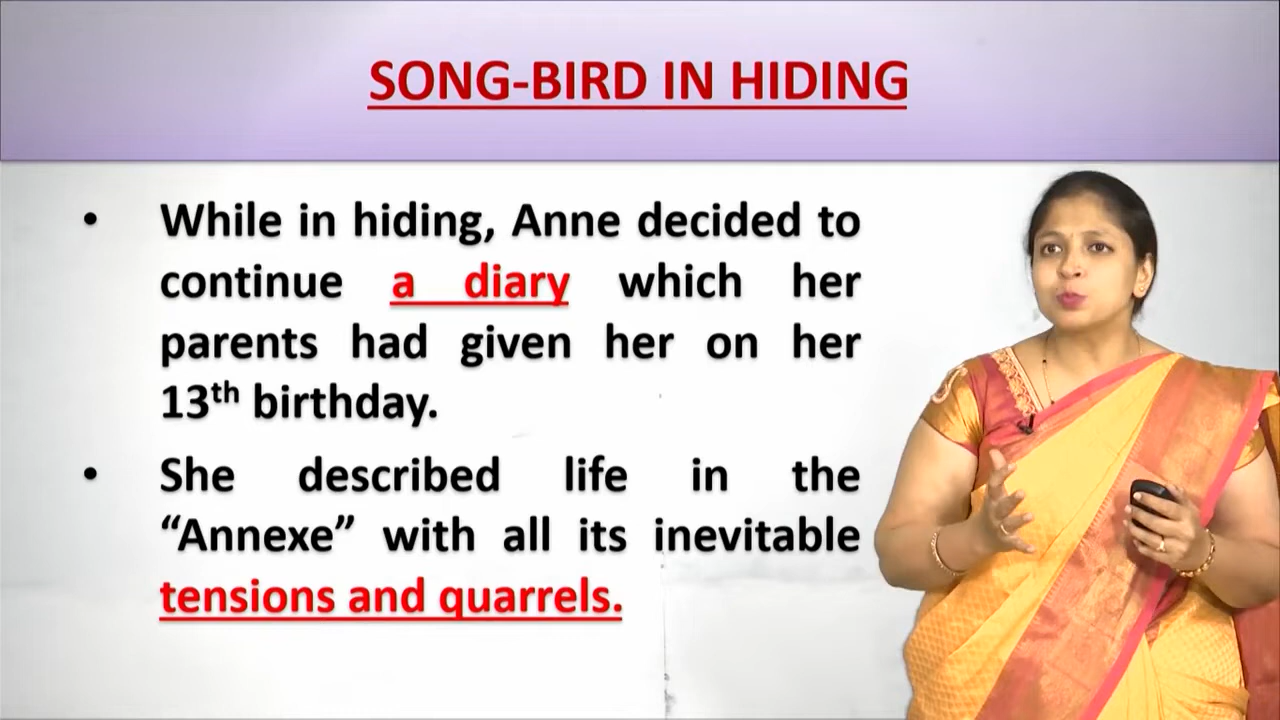 SONG-BIRD IN HIDING
• While in hiding, Anne decided to
continue a diary which her
parents had given her on her
13th birthday.
• She described life in the
“Annexe” with all its inevitable
tensions and quarrels.